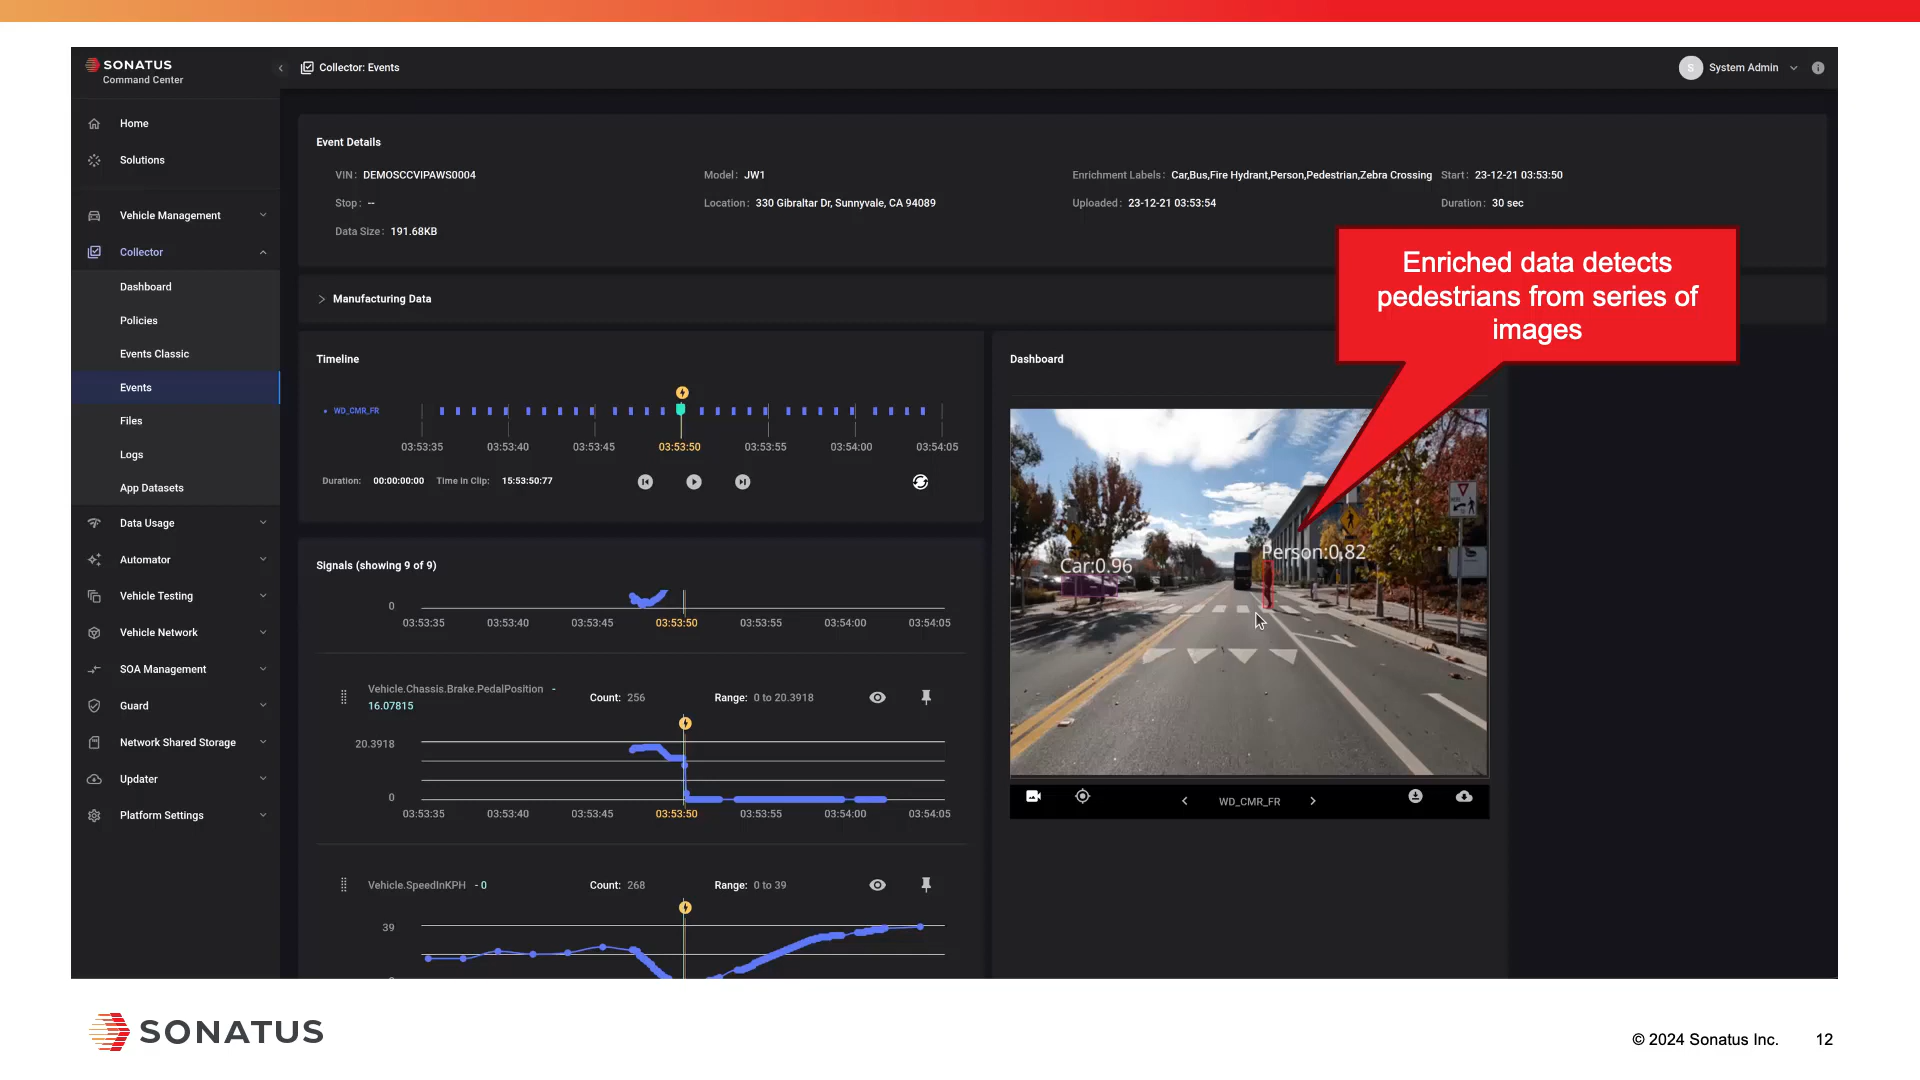 SONATUS
Command Center
Collector: Events
S System Admin
Home
Solutions
Vehicle Management
Collector
Dashboard
Policies
Events Classic
Events
Files
Logs
App Datasets
Data Usage
Automator
Vehicle Testing
Vehicle Network
SOA Management
Guard
Network Shared Storage
Updater
Platform Settings
Event Details
VIN: DEMOSCCVIPAWS0004
Model: JW1
Enrichment Labels: Car,Bus,Fire Hydrant,Person,Pedestrian,Zebra Crossing
Start: 23-12-21 03:53:50
Stop: --
Location: 330 Gibraltar Dr, Sunnyvale, CA 94089
Uploaded: 23-12-21 03:53:54
Duration: 30 sec
Data Size: 191.68KB
Manufacturing Data
Enriched data detects
pedestrians from series of
images
Timeline
WD_CMR_FR
03:53:35 03:53:40 03:53:45 03:53:50 03:53:55 03:54:00 03:54:05
Duration: 00:00:00:00 Time In Clip: 15:53:50:77
Signals (showing 9 of 9)
0
03:53:35 03:53:40 03:53:45 03:53:50 03:53:55 03:54:00 03:54:05
Vehicle.Chassis.Brake.PedalPosition -
16.07815
Count: 256
Range: 0 to 20.3918
20.3918
0
03:53:35 03:53:40 03:53:45 03:53:50 03:53:55 03:54:00 03:54:05
Vehicle.SpeedInKPH - 0
Count: 268
Range: 0 to 39
39
Dashboard
Car:0.96
Person:0.82
WD_CMR_FR
SONATUS
© 2024 Sonatus Inc. 12